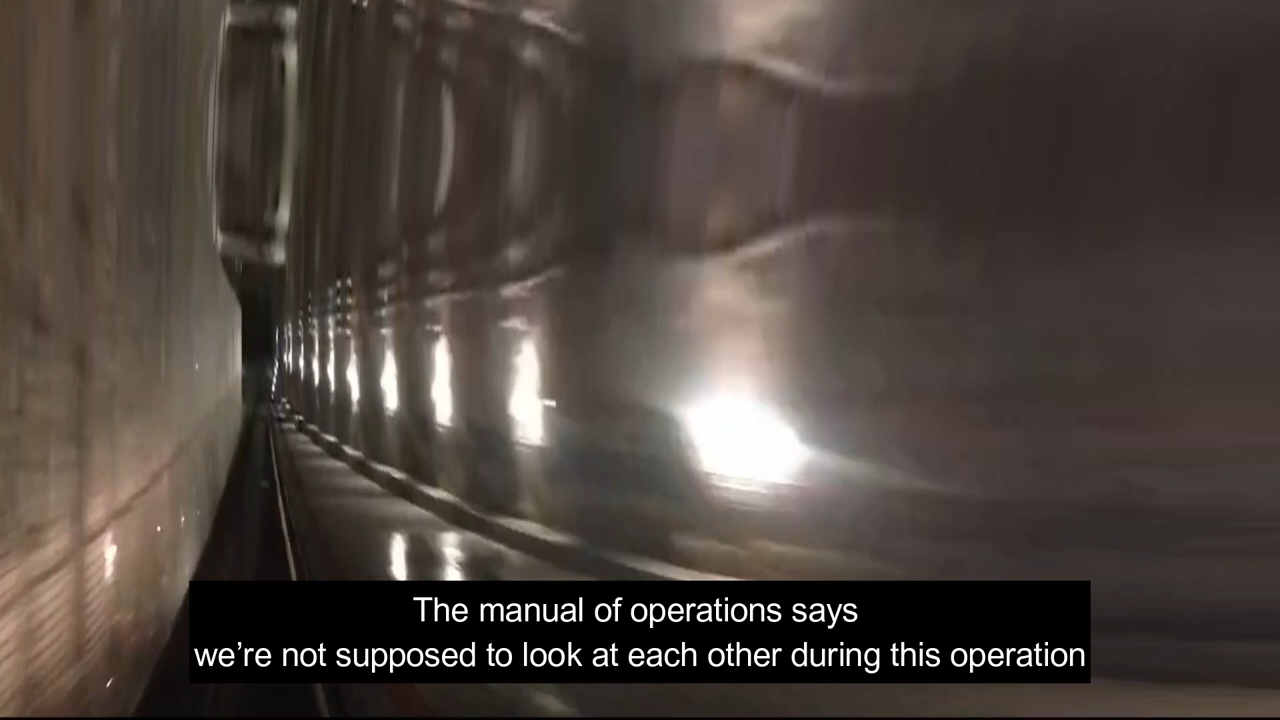 The manual of operations says
we’re not supposed to look at each other during this operation